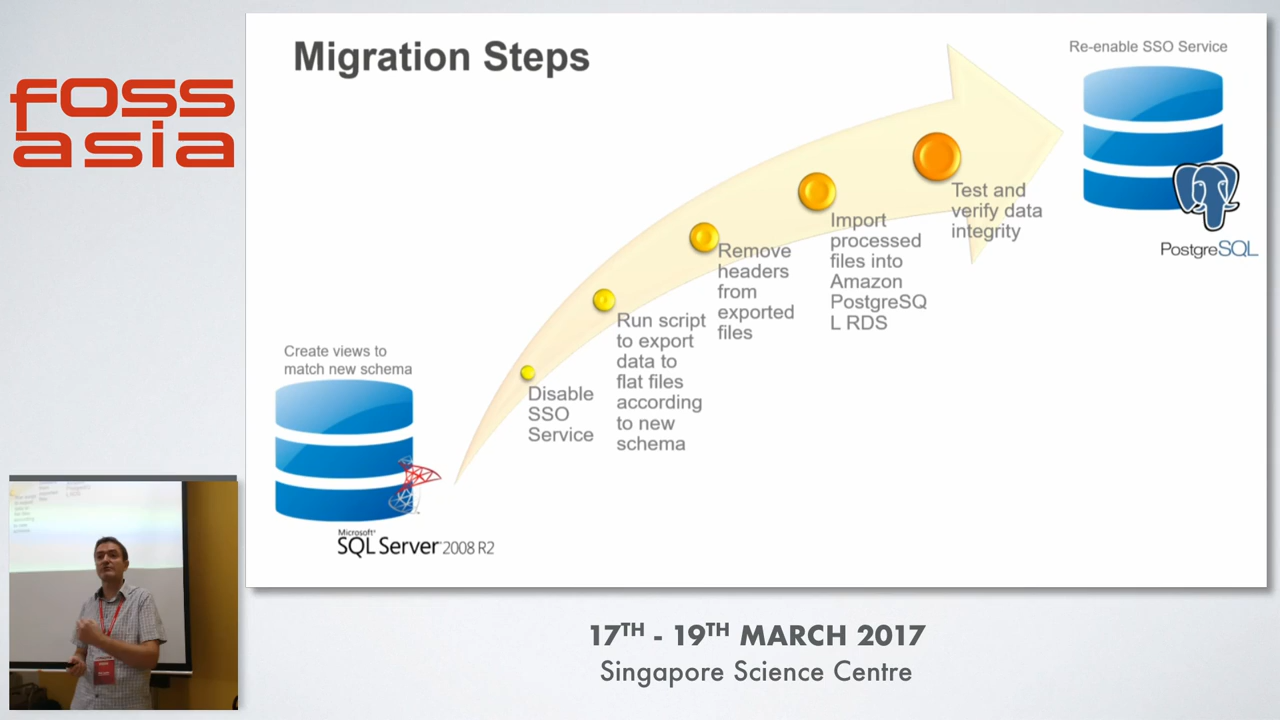 foss
asia
Migration Steps
Re-enable SSO Service
PostgreSQL
Test and
verify data
integrity
Import
processed
files into
Amazon
PostgreSQ
L RDS
Remove
headers
from
exported
files
Run script
to export
data to
flat files
according
to new
schema
Disable
SSO
Service
Create views to
match new schema
Microsoft®
SQL Server® 2008 R2
17TH - 19TH MARCH 2017
Singapore Science Centre